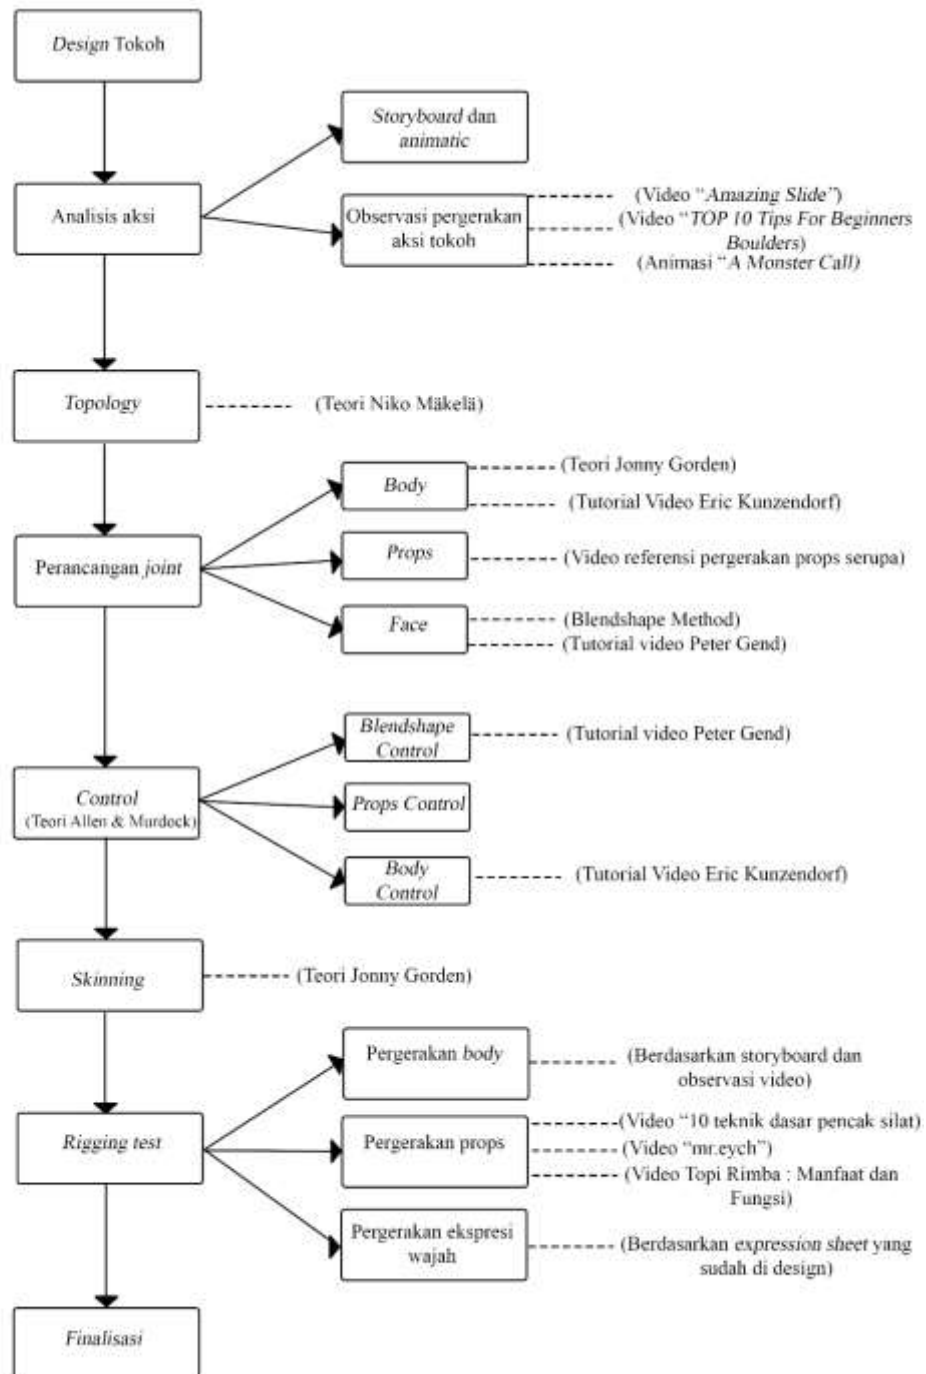 Design Tokoh
Storyboard dan
animatic
Analisis aksi
Observasi pergerakan
aksi tokoh
(Video “Amazing Slide”)
(Video “TOP 10 Tips For Beginners
Boulders)
(Animasi “A Monster Call)
Topology
(Teori Niko Mäkelä)
Perancangan joint
Body
(Teori Jonny Gorden)
(Tutorial Video Eric Kunzendorf)
Props
(Video referensi pergerakan props serupa)
Face
(Blendshape Method)
(Tutorial video Peter Gend)
Control
(Teori Allen & Murdock)
Blendshape
Control
(Tutorial video Peter Gend)
Props Control
Body
Control
(Tutorial Video Eric Kunzendorf)
Skinning
(Teori Jonny Gorden)
Rigging test
Pergerakan body
(Berdasarkan storyboard dan
observasi video)
Pergerakan props
(Video “10 teknik dasar pencak silat)
(Video “mr.eych”)
(Video Topi Rimba : Manfaat dan
Fungsi)
Pergerakan ekspresi
wajah
(Berdasarkan expression sheet yang
sudah di design)
Finalisasi